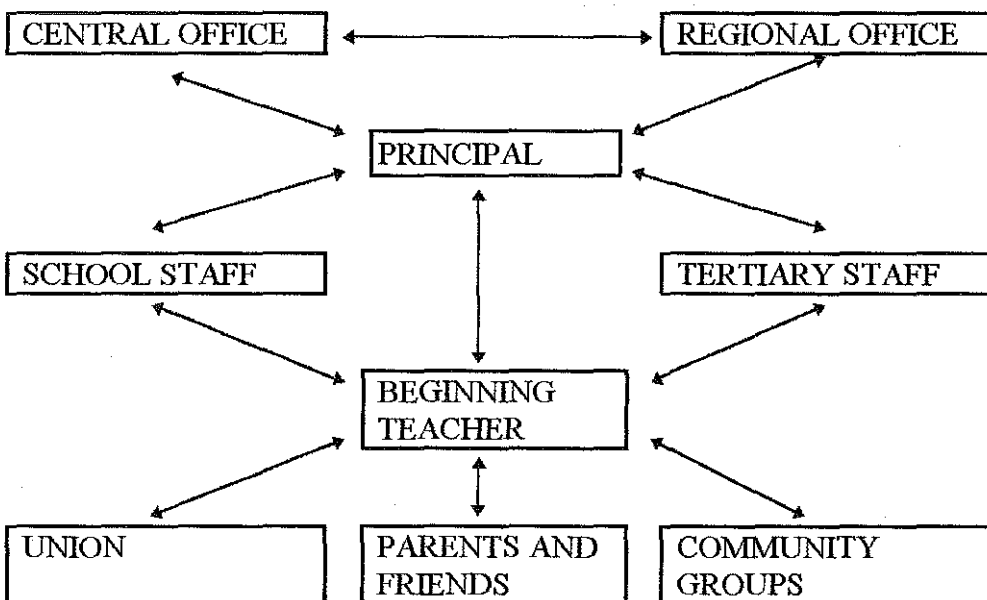 CENTRAL OFFICE
REGIONAL OFFICE
PRINCIPAL
SCHOOL STAFF
TERTIARY STAFF
BEGINNING
TEACHER
UNION
PARENTS AND
FRIENDS
COMMUNITY
GROUPS